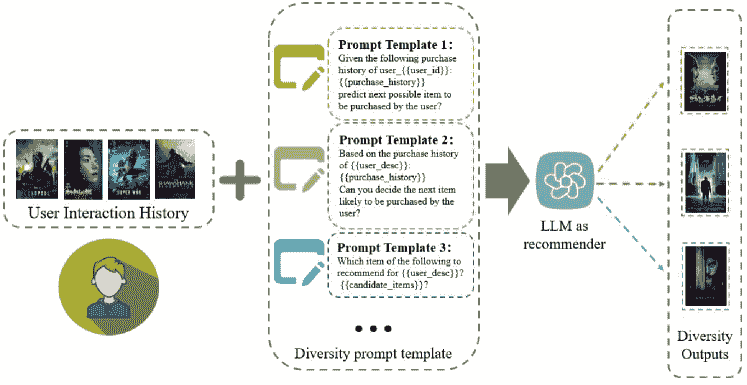 User Interaction History
Prompt Template 1:
Given the following purchase
history of user_{{user_id}}:
{{purchase_history}}
predict next possible item to
be purchased by the user?
Prompt Template 2:
Based on the purchase history
of {{user_desc}}:
{{purchase_history}}
Can you decide the next item
likely to be purchased by the
user?
Prompt Template 3:
Which item of the following to
recommend for {{user_desc}}?
{{candidate_items}}?
Diversity prompt template
LLM as
recommender
Diversity
Outputs